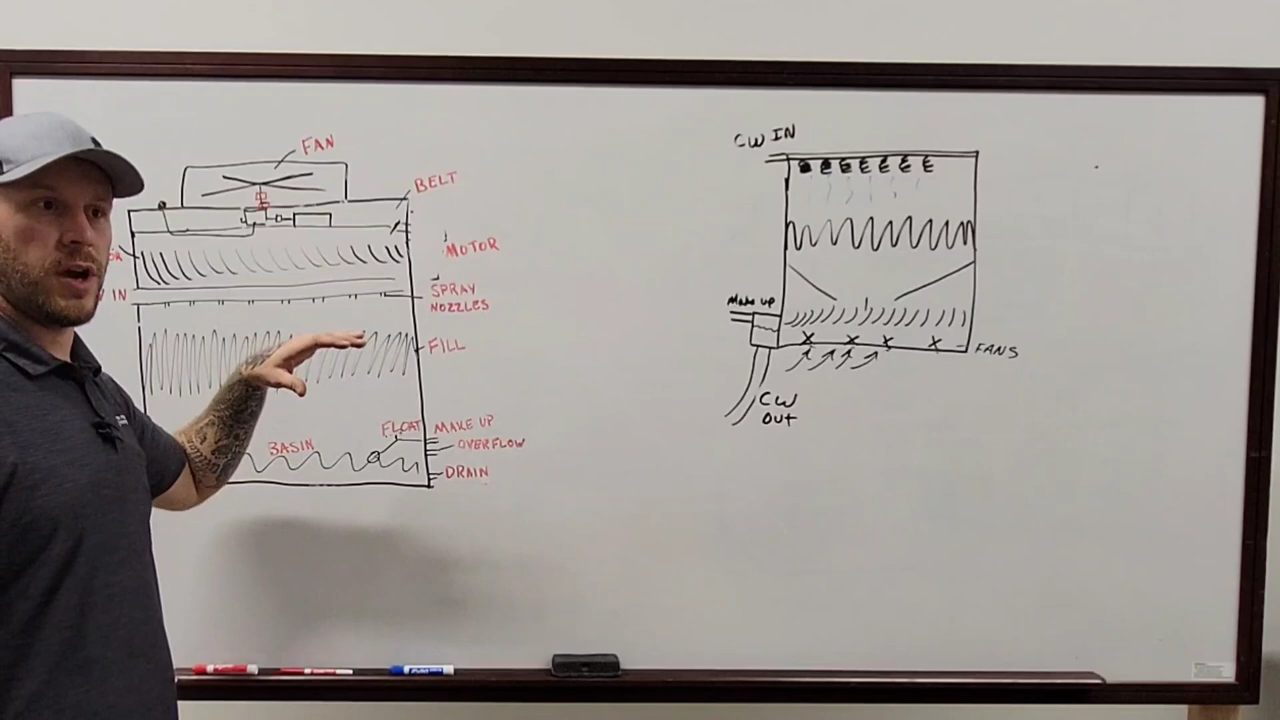 FAN
BELT
MOTOR
IN
SPRAY
NOZZLES
FILL
FLOAT
MAKE UP
BASIN
OVERFLOW
DRAIN
CW IN
Make up
FANS
CW
OUT